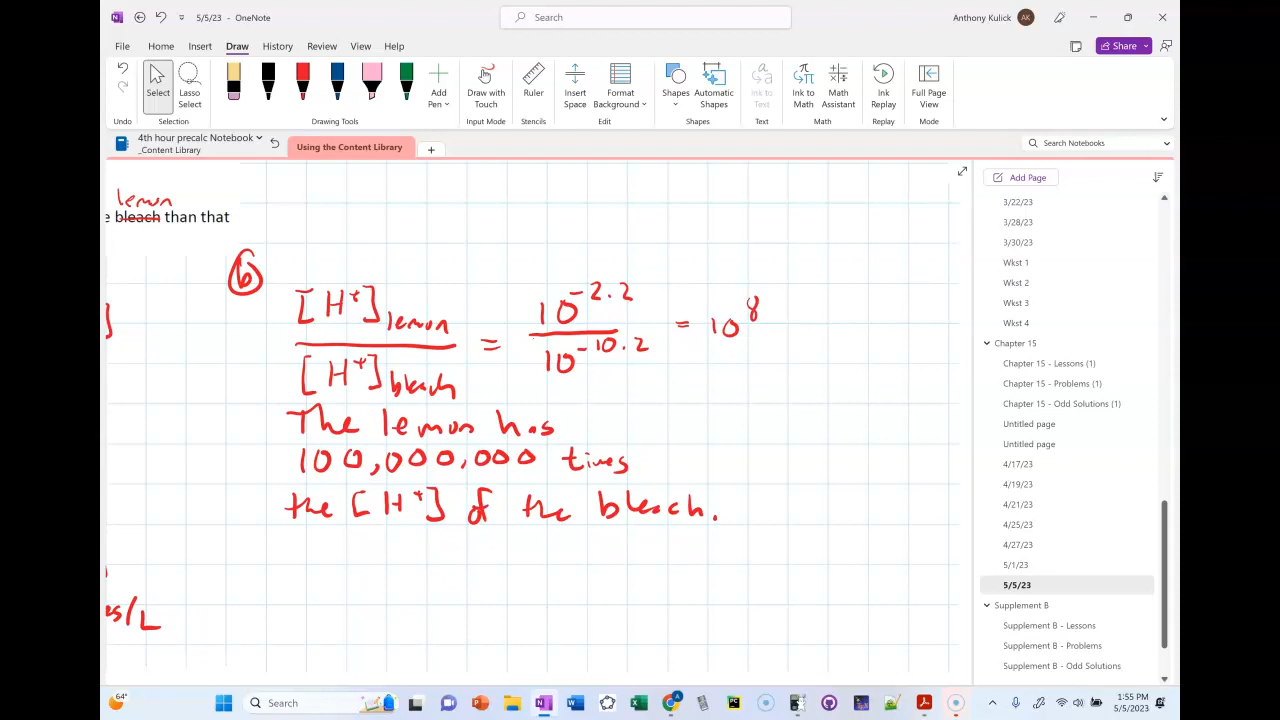 5/5/23 - OneNote
Search
Anthony Kulick
AK
File Home Insert Draw History Review View Help
Share
Select
Lasso Select
Add Pen
Draw with Touch
Ruler
Insert Space
Format Background
Shapes
Automatic Shapes
Ink to Text
Ink to Math
Math Assistant
Ink Replay
Full Page View
Undo
Selection
Drawing Tools
Input Mode
Stencils
Edit
Shapes
Text
Math
Replay
Mode
4th hour precalc Notebook
_Content Library
Using the Content Library
+
Search Notebooks
lemon
e bleach than that
b
[H+]lemon / [H+]bleach = 10^-2.2 / 10^-10.2 = 10^8
The lemon has
100,000,000 times
the [H+] of the bleach.
]
es/L
Add Page
3/22/23
3/28/23
3/30/23
Wkst 1
Wkst 2
Wkst 3
Wkst 4
Chapter 15
Chapter 15 - Lessons (1)
Chapter 15 - Problems (1)
Chapter 15 - Odd Solutions (1)
Untitled page
Untitled page
4/17/23
4/19/23
4/21/23
4/25/23
4/27/23
5/1/23
5/5/23
Supplement B
Supplement B - Lessons
Supplement B - Problems
Supplement B - Odd Solutions
64°
Search
1:55 PM
5/5/2023